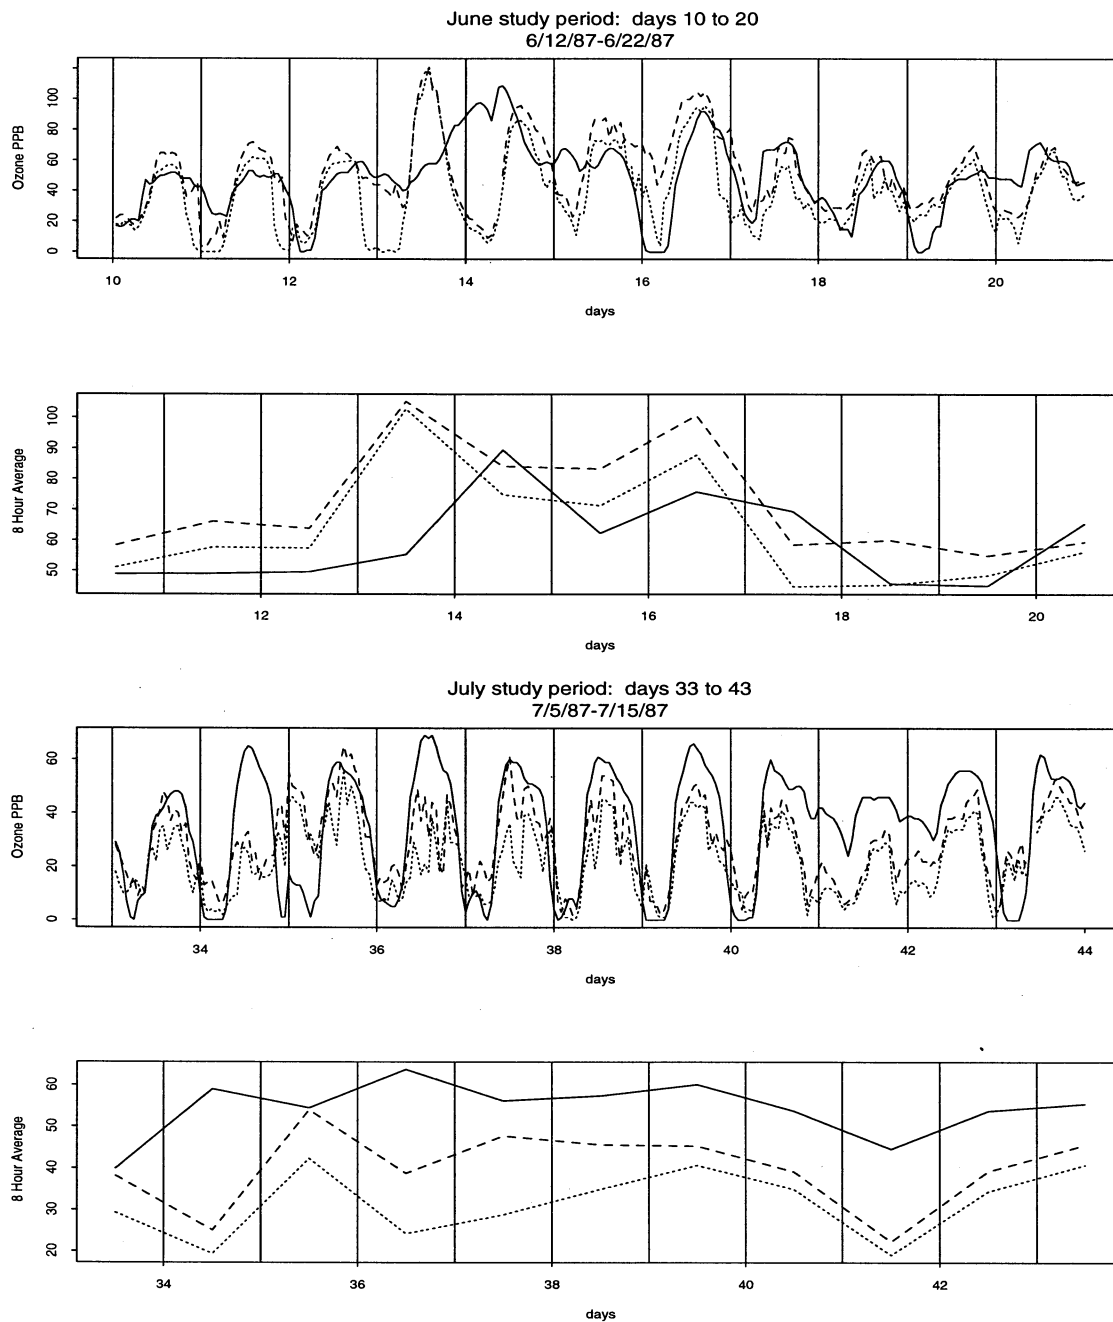 June study period: days 10 to 20
6/12/87-6/22/87
Ozone PPB
0 20 40 60 80 100
10 12 14 16 18 20
days
8 Hour Average
50 60 70 80 90 100
12 14 16 18 20
days
July study period: days 33 to 43
7/5/87-7/15/87
Ozone PPB
0 20 40 60
34 36 38 40 42 44
days
8 Hour Average
20 30 40 50 60
34 36 38 40 42
days